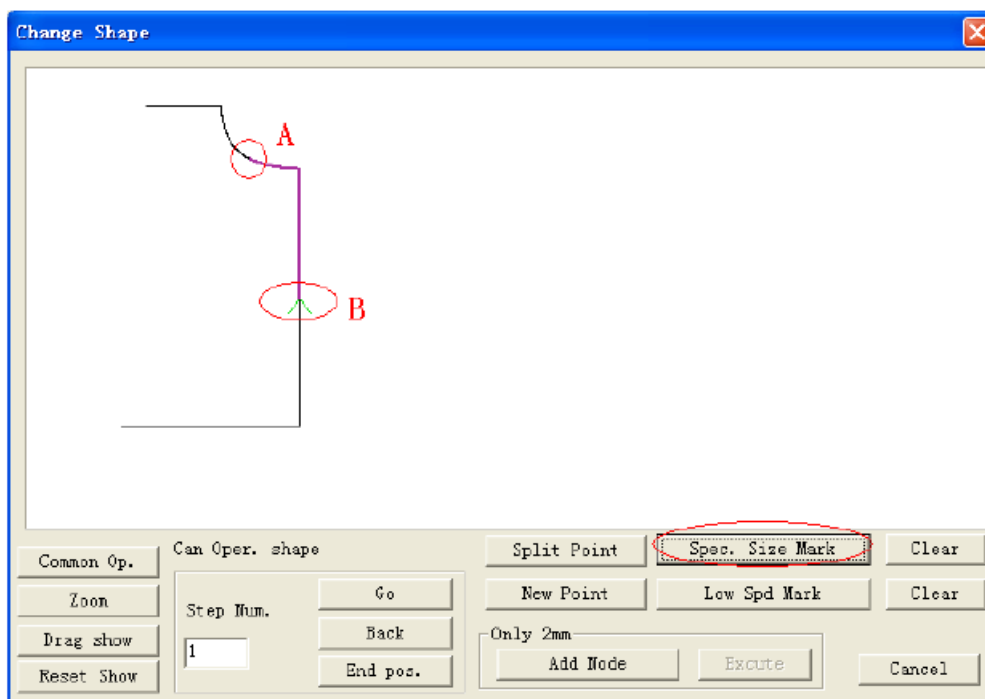 Change Shape
A
B
Common Op.
Zoon
Drag show
Reset Show
Can Oper. shape
Step Num.
1
Go
Back
End pos.
Split Point
Spec. Size Mark
Clear
New Point
Low Spd Mark
Clear
Only 2mm
Add Node
Excute
Cancel